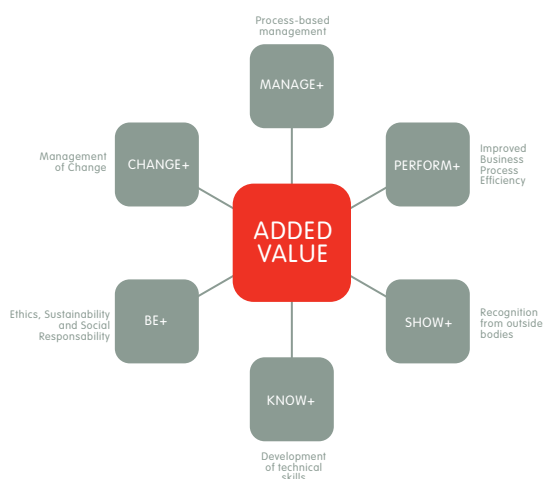 Process-based
management
MANAGE+
Management
of Change
CHANGE+
PERFORM+
Improved
Business
Process
Efficiency
ADDED
VALUE
Ethics, Sustainability
and Social
Responsability
BE+
SHOW+
Recognition
from outside
bodies
KNOW+
Development
of technical
skills